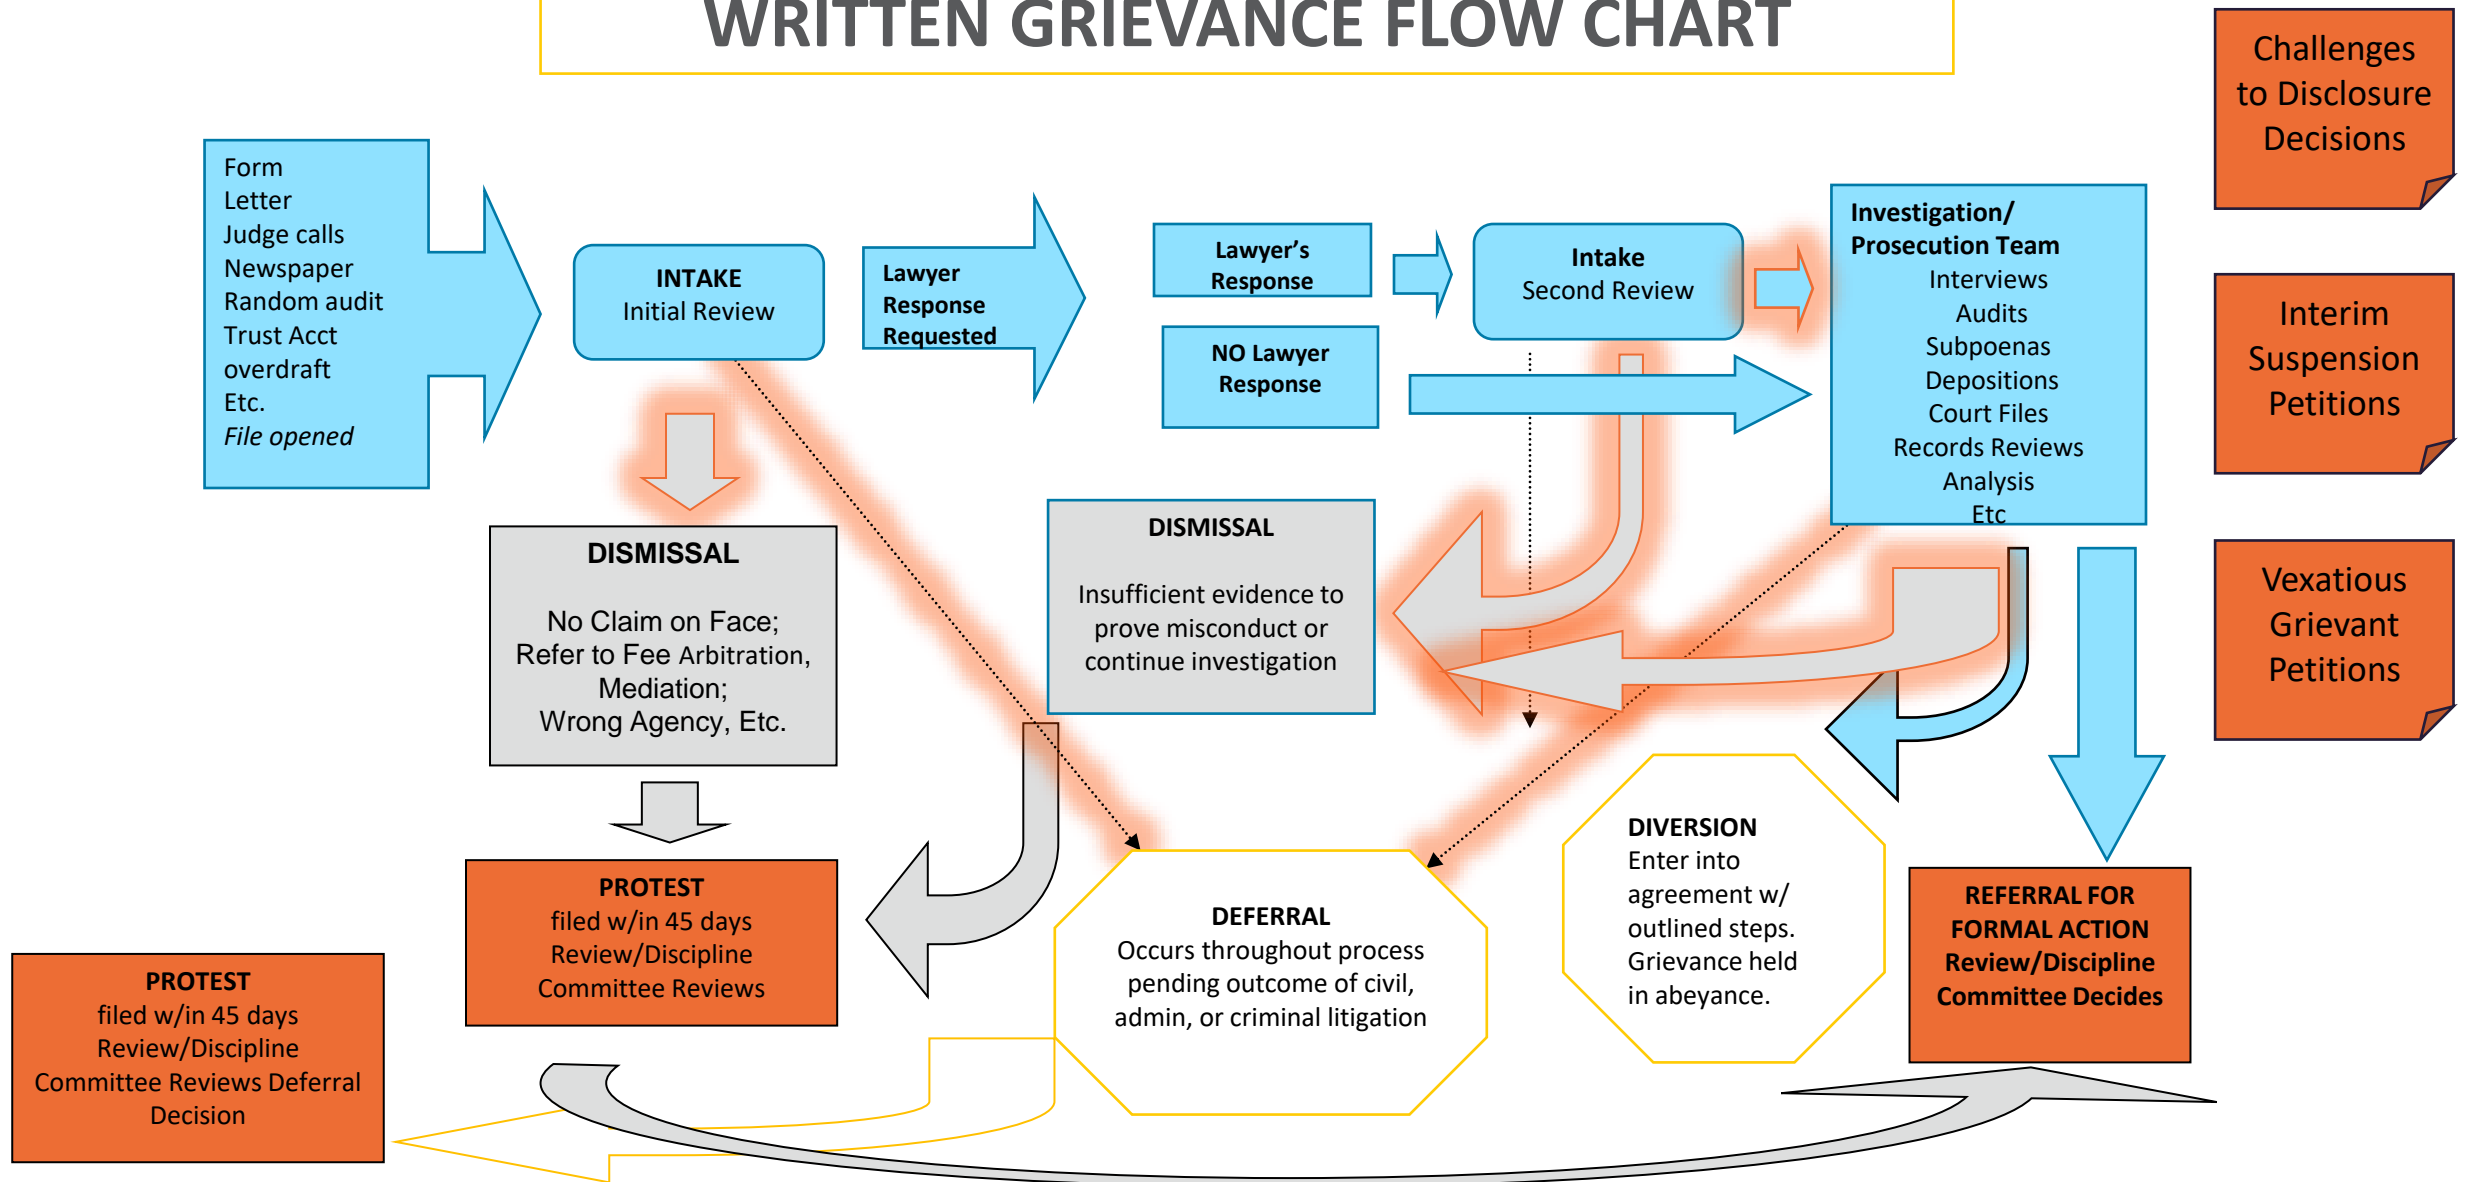 WRITTEN GRIEVANCE FLOW CHART
Form
Letter
Judge calls
Newspaper
Random audit
Trust Acct
overdraft
Etc.
File opened
INTAKE
Initial Review
Lawyer
Response
Requested
Lawyer's
Response
NO Lawyer
Response
Intake
Second Review
Investigation/
Prosecution Team
Interviews
Audits
Subpoenas
Depositions
Court Files
Records Reviews
Analysis
Etc
Challenges
to Disclosure
Decisions
Interim
Suspension
Petitions
Vexatious
Grievant
Petitions
DISMISSAL
No Claim on Face;
Refer to Fee Arbitration,
Mediation;
Wrong Agency, Etc.
DISMISSAL
Insufficient evidence to
prove misconduct or
continue investigation
PROTEST
filed w/in 45 days
Review/Discipline
Committee Reviews
PROTEST
filed w/in 45 days
Review/Discipline
Committee Reviews Deferral
Decision
DEFERRAL
Occurs throughout process
pending outcome of civil,
admin, or criminal litigation
DIVERSION
Enter into
agreement w/
outlined steps.
Grievance held
in abeyance.
REFERRAL FOR
FORMAL ACTION
Review/Discipline
Committee Decides